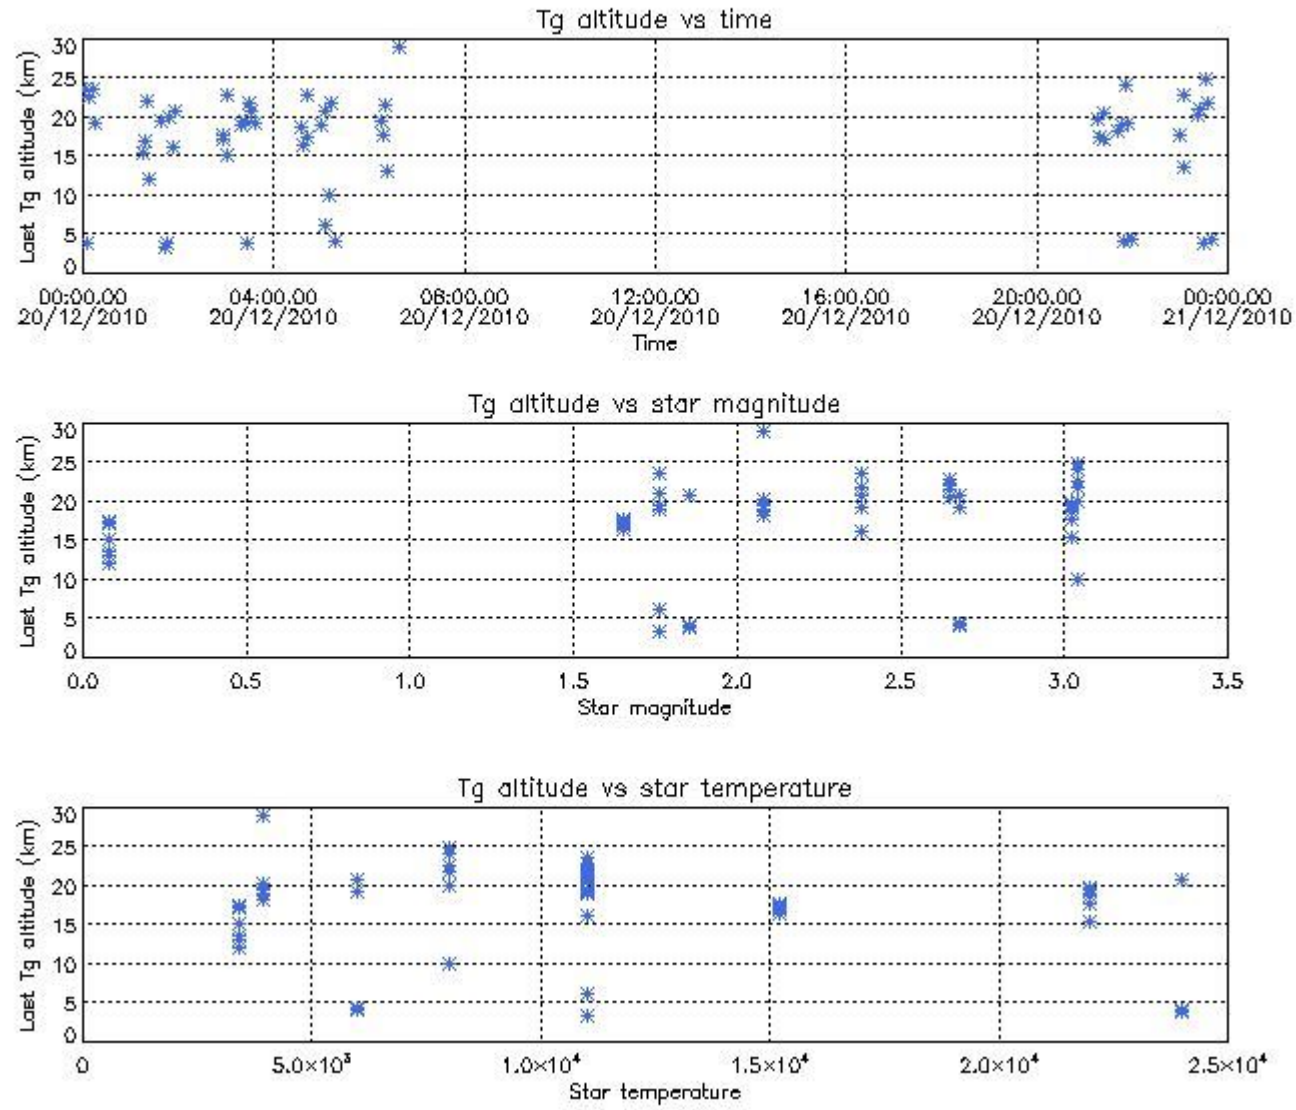 Tg altitude vs time
Last Tg altitude (km)
30
25
20
15
10
5
0
00:00.00 04:00.00 08:00.00 12:00.00 16:00.00 20:00.00 00:00.00
20/12/2010 20/12/2010 20/12/2010 20/12/2010 20/12/2010 20/12/2010 21/12/2010
Time
Tg altitude vs star magnitude
Last Tg altitude (km)
30
25
20
15
10
5
0
0.0 0.5 1.0 1.5 2.0 2.5 3.0 3.5
Star magnitude
Tg altitude vs star temperature
Last Tg altitude (km)
30
25
20
15
10
5
0
0 5.0×10³ 1.0×10⁴ 1.5×10⁴ 2.0×10⁴ 2.5×10⁴
Star temperature